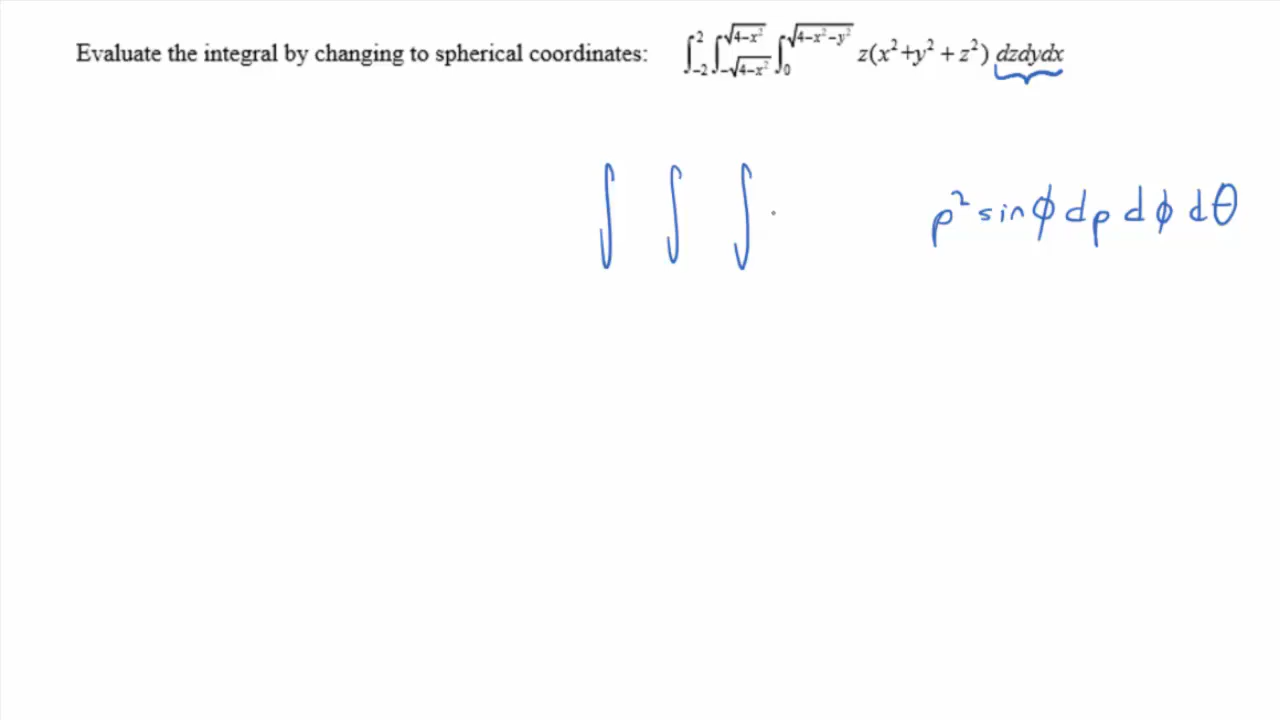 Evaluate the integral by changing to spherical coordinates: ∫_{-2}^{2} ∫_{-√(4-x²)}^{√(4-x²)} ∫_{0}^{√(4-x²-y²)} z(x²+y²+z²) dzdydx
∫ ∫ ∫ ρ² sin ϕ dρ dϕ dθ